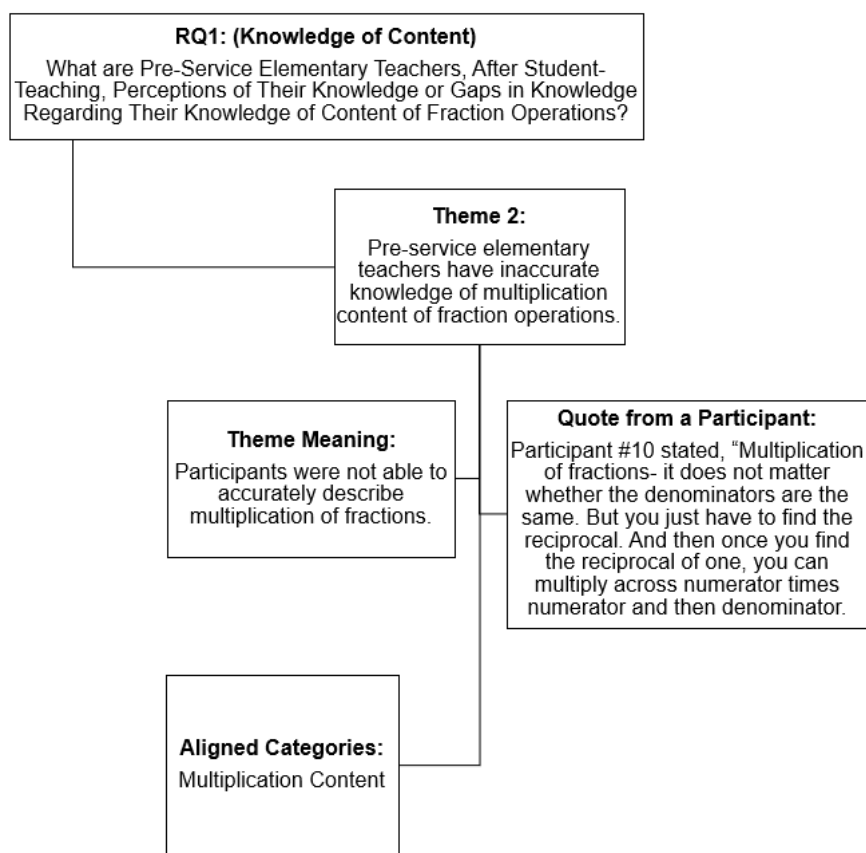 RQ1: (Knowledge of Content)
What are Pre-Service Elementary Teachers, After Student-
Teaching, Perceptions of Their Knowledge or Gaps in Knowledge
Regarding Their Knowledge of Content of Fraction Operations?
Theme 2:
Pre-service elementary
teachers have inaccurate
knowledge of multiplication
content of fraction operations.
Theme Meaning:
Participants were not able to
accurately describe
multiplication of fractions.
Quote from a Participant:
Participant #10 stated, “Multiplication
of fractions- it does not matter
whether the denominators are the
same. But you just have to find the
reciprocal. And then once you find
the reciprocal of one, you can
multiply across numerator times
numerator and then denominator.
Aligned Categories:
Multiplication Content